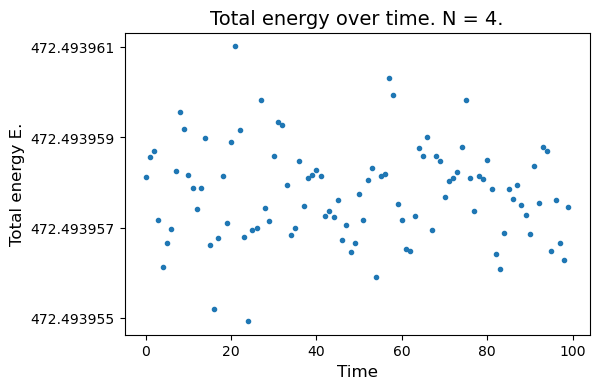 Total energy over time. N = 4.
472.493961
472.493959
472.493957
472.493955
Total energy E.
0 20 40 60 80 100
Time